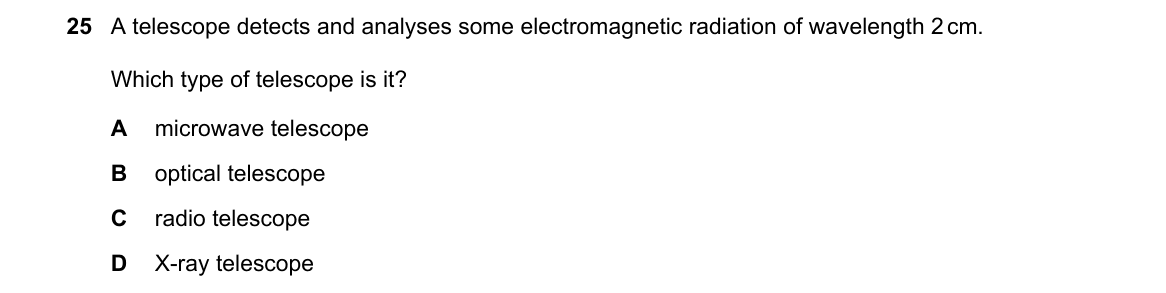 25 A telescope detects and analyses some electromagnetic radiation of wavelength 2 cm.
Which type of telescope is it?
A microwave telescope
B optical telescope
C radio telescope
D X-ray telescope